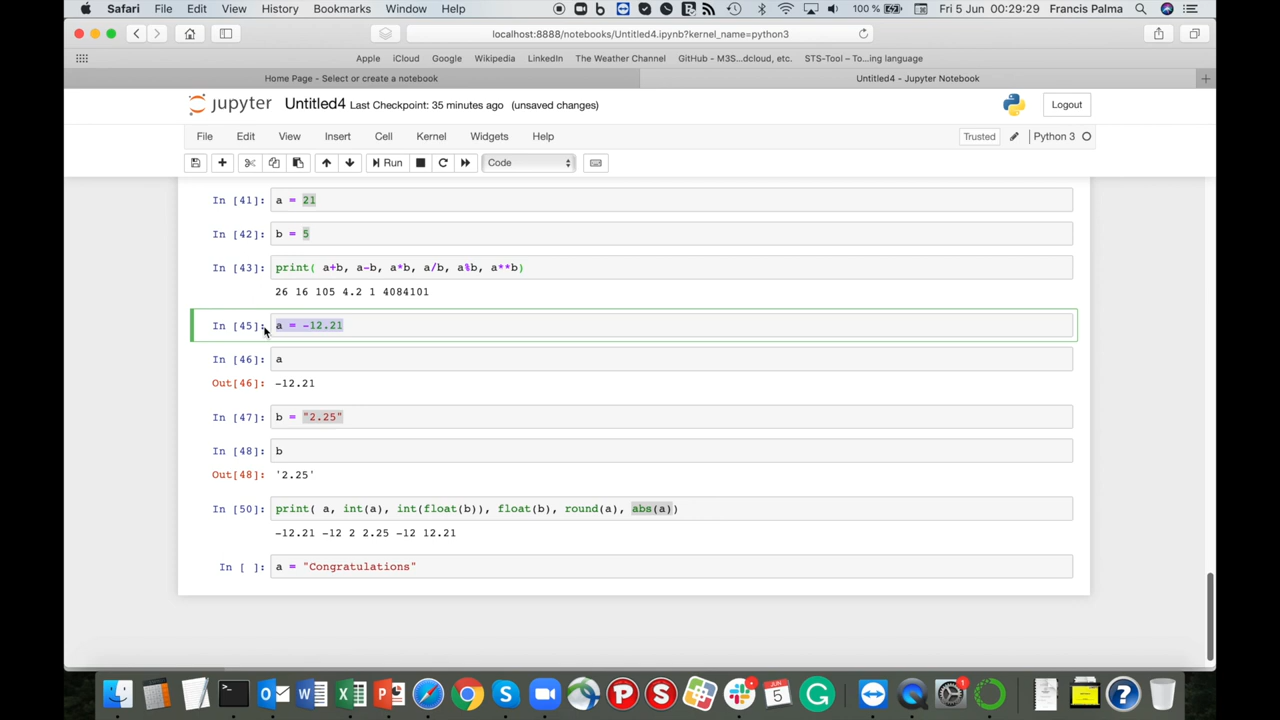 Safari File Edit View History Bookmarks Window Help 100 % Fri 5 Jun 00:29:29 Francis Palma
localhost:8888/notebooks/Untitled4.ipynb?kernel_name=python3
Apple iCloud Google Wikipedia LinkedIn The Weather Channel GitHub - M3S...dcloud, etc. STS-Tool – To...ing language
Home Page - Select or create a notebook Untitled4 - Jupyter Notebook
jupyter Untitled4 Last Checkpoint: 35 minutes ago (unsaved changes) Logout
File Edit View Insert Cell Kernel Widgets Help Trusted Python 3
Run Code
In [41]: a = 21
In [42]: b = 5
In [43]: print( a+b, a-b, a*b, a/b, a%b, a**b)
26 16 105 4.2 1 4084101
In [45]: a = -12.21
In [46]: a
Out[46]: -12.21
In [47]: b = "2.25"
In [48]: b
Out[48]: '2.25'
In [50]: print( a, int(a), int(float(b)), float(b), round(a), abs(a))
-12.21 -12 2 2.25 -12 12.21
In [ ]: a = "Congratulations"